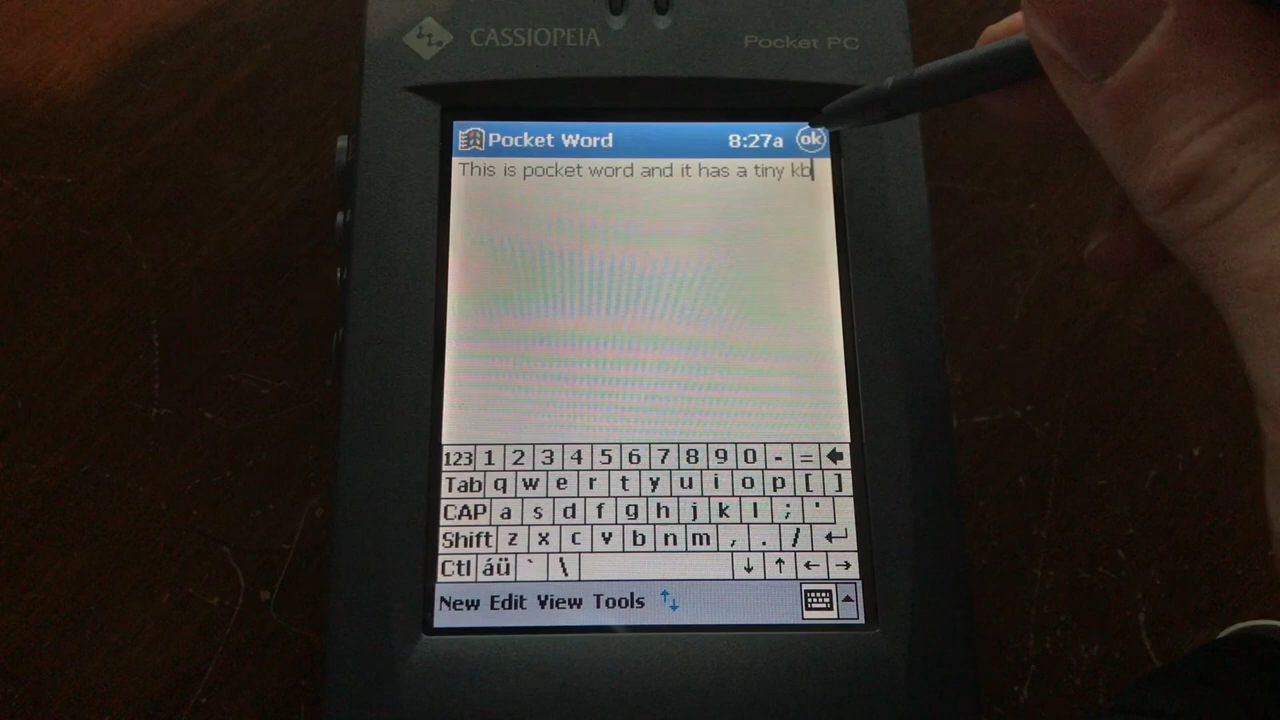 CASSIOPEIA Pocket PC
Pocket Word 8:27a ok
This is pocket word and it has a tiny kb
123 1 2 3 4 5 6 7 8 9 0 - =
Tab q w e r t y u i o p [ ]
CAP a s d f g h j k l ; '
Shift z x c v b n m , . /
Ctl áü ` \
New Edit View Tools